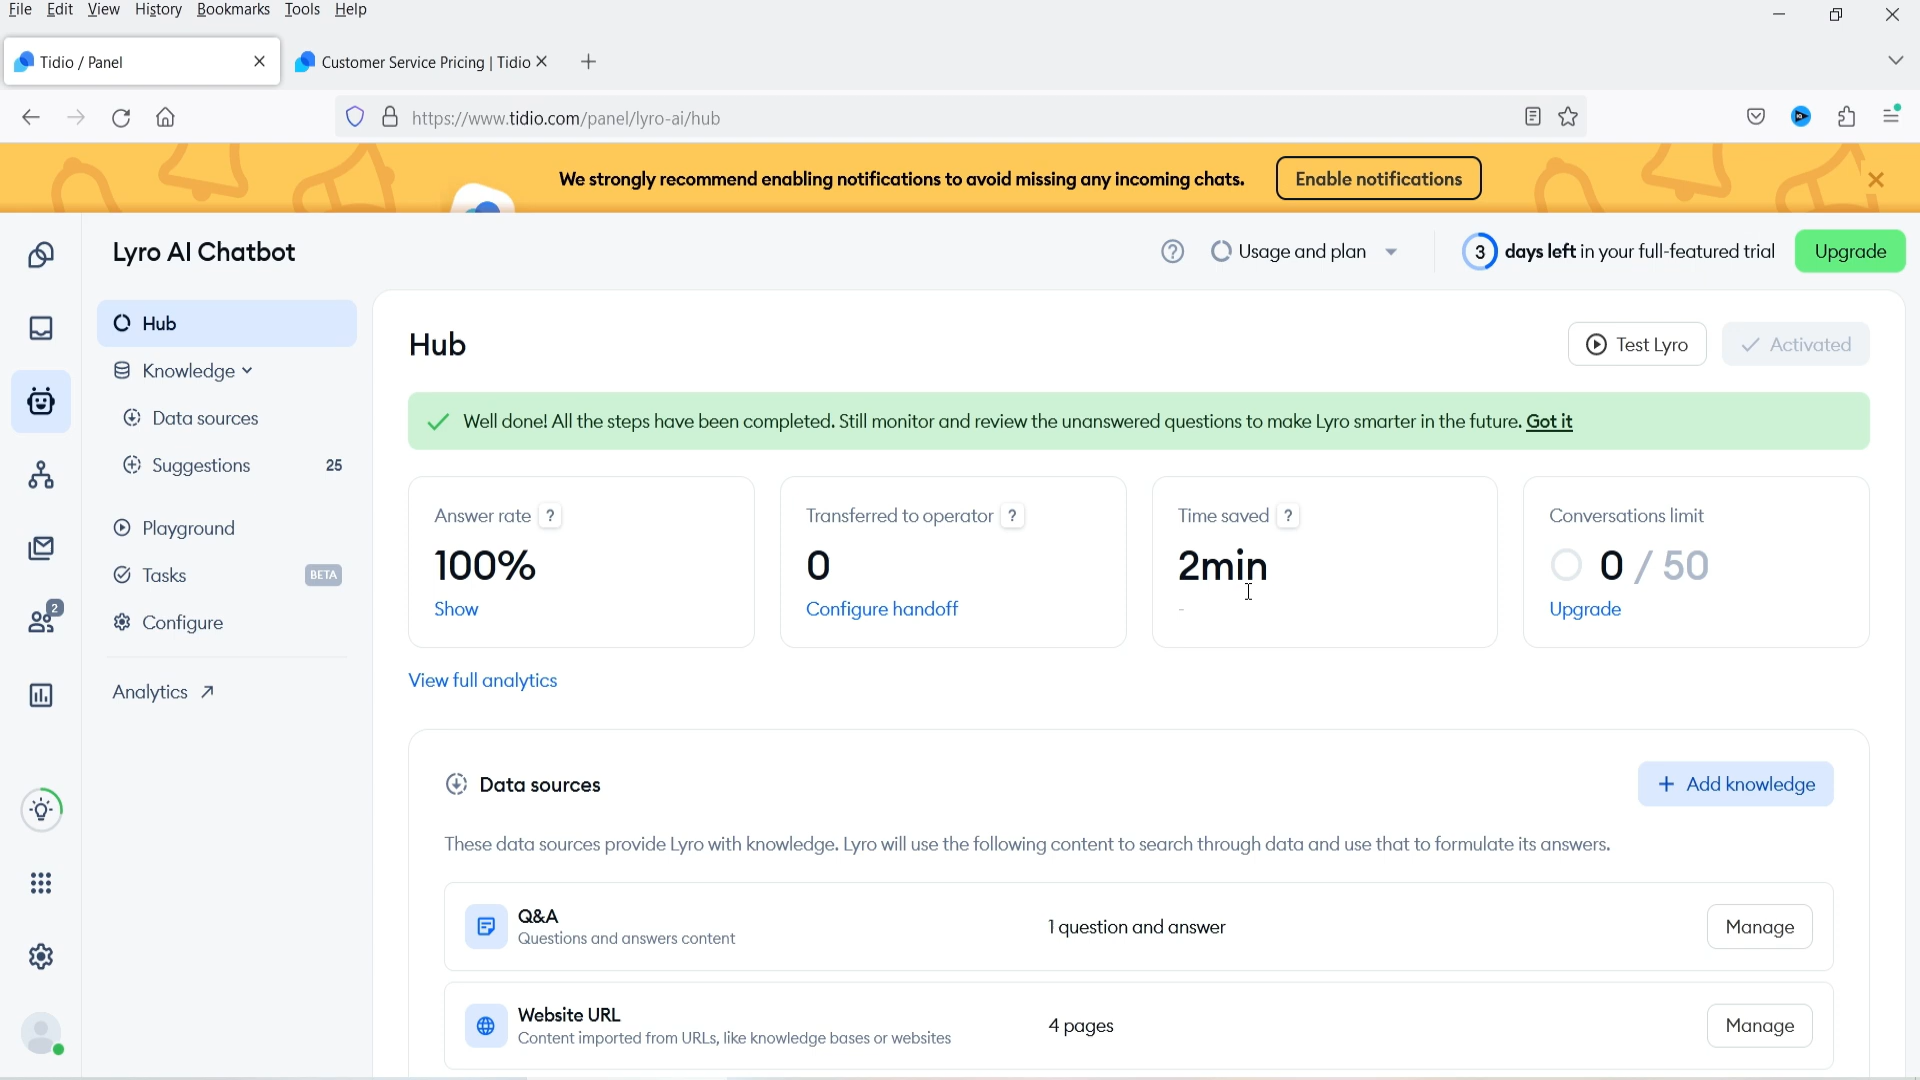 File Edit View History Bookmarks Tools Help
Tidio / Panel
Customer Service Pricing | Tidio
https://www.tidio.com/panel/lyro-ai/hub
We strongly recommend enabling notifications to avoid missing any incoming chats.
Enable notifications
Lyro AI Chatbot
Usage and plan
3 days left in your full-featured trial
Upgrade
Hub
Knowledge
Data sources
Suggestions 25
Playground
Tasks BETA
Configure
Analytics
2
Hub
Test Lyro
Activated
Well done! All the steps have been completed. Still monitor and review the unanswered questions to make Lyro smarter in the future. Got it
Answer rate ?
100%
Show
Transferred to operator ?
0
Configure handoff
Time saved ?
2min
-
Conversations limit
0 / 50
Upgrade
View full analytics
Data sources
+ Add knowledge
These data sources provide Lyro with knowledge. Lyro will use the following content to search through data and use that to formulate its answers.
Q&A
Questions and answers content
1 question and answer
Manage
Website URL
Content imported from URLs, like knowledge bases or websites
4 pages
Manage